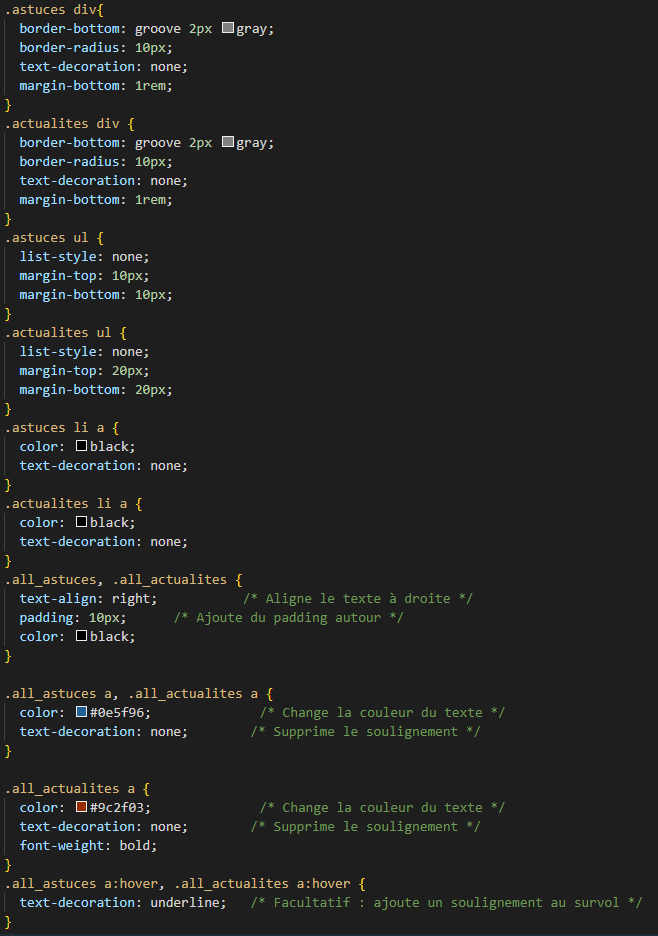 .astuces div{
  border-bottom: groove 2px gray;
  border-radius: 10px;
  text-decoration: none;
  margin-bottom: 1rem;
}
.actualites div {
  border-bottom: groove 2px gray;
  border-radius: 10px;
  text-decoration: none;
  margin-bottom: 1rem;
}
.astuces ul {
  list-style: none;
  margin-top: 10px;
  margin-bottom: 10px;
}
.actualites ul {
  list-style: none;
  margin-top: 20px;
  margin-bottom: 20px;
}
.astuces li a {
  color: black;
  text-decoration: none;
}
.actualites li a {
  color: black;
  text-decoration: none;
}
.all_astuces, .all_actualites {
  text-align: right;           /* Aligne le texte à droite */
  padding: 10px;      /* Ajoute du padding autour */
  color: black;
}

.all_astuces a, .all_actualites a {
  color: #0e5f96;              /* Change la couleur du texte */
  text-decoration: none;        /* Supprime le soulignement */
}

.all_actualites a {
  color: #9c2f03;              /* Change la couleur du texte */
  text-decoration: none;        /* Supprime le soulignement */
  font-weight: bold;
}
.all_astuces a:hover, .all_actualites a:hover {
  text-decoration: underline;   /* Facultatif : ajoute un soulignement au survol */
}